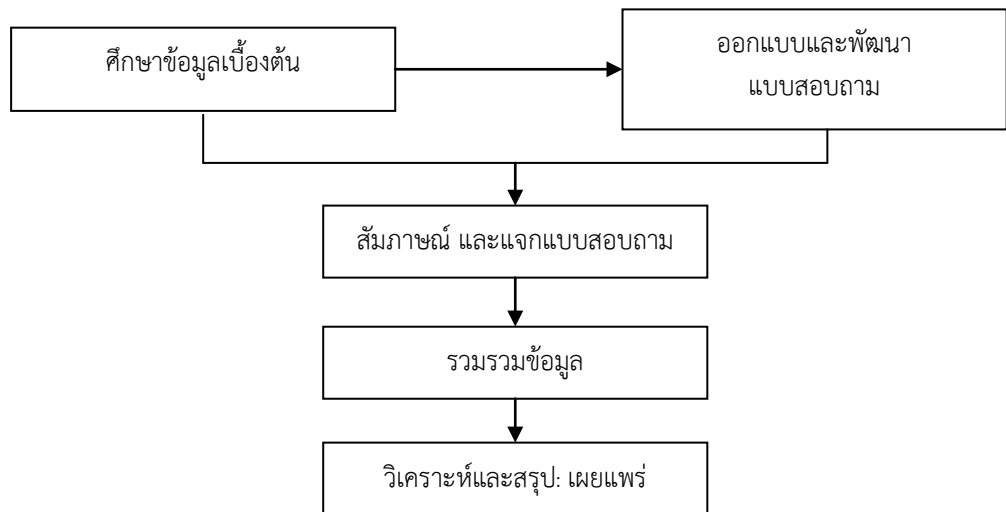 ศึกษาข้อมูลเบื้องต้น
ออกแบบและพัฒนา
แบบสอบถาม
สัมภาษณ์ และแจกแบบสอบถาม
รวมรวมข้อมูล
วิเคราะห์และสรุป: เผยแพร่